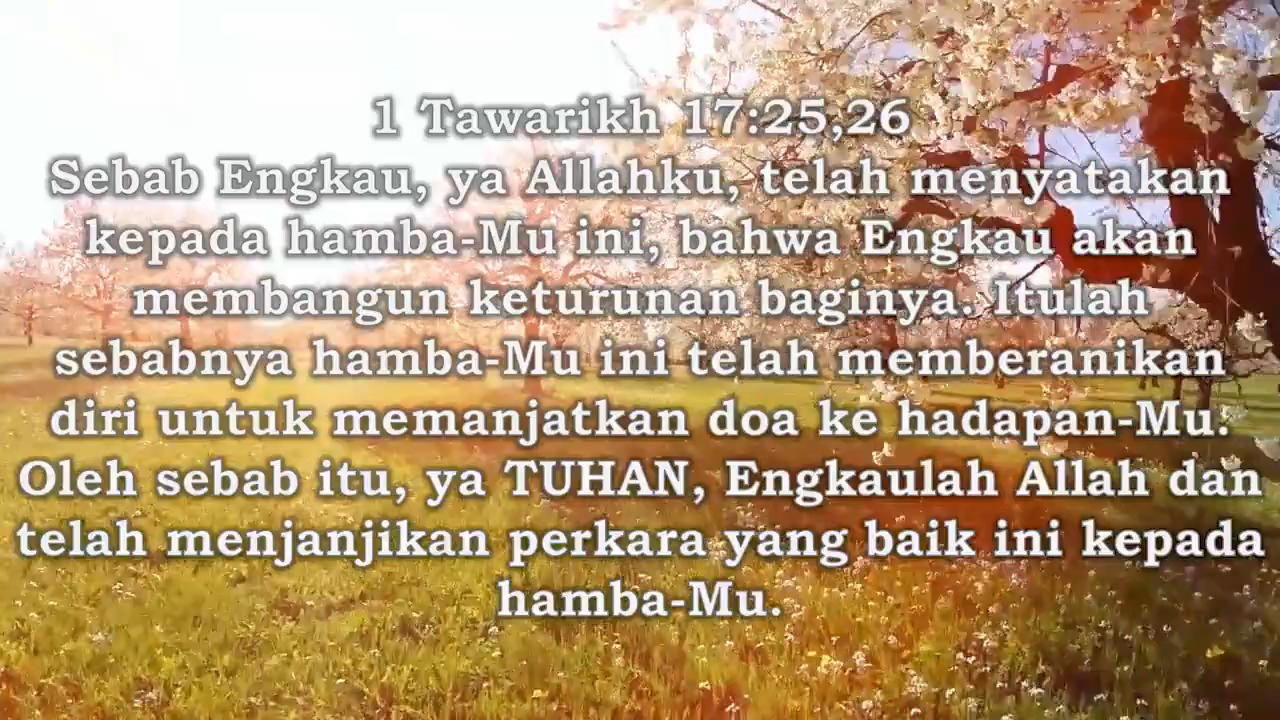 1 Tawarikh 17:25,26
Sebab Engkau, ya Allahku, telah menyatakan
kepada hamba-Mu ini, bahwa Engkau akan
membangun keturunan baginya. Itulah
sebabnya hamba-Mu ini telah memberanikan
diri untuk memanjatkan doa ke hadapan-Mu.
Oleh sebab itu, ya TUHAN, Engkaulah Allah dan
telah menjanjikan perkara yang baik ini kepada
hamba-Mu.